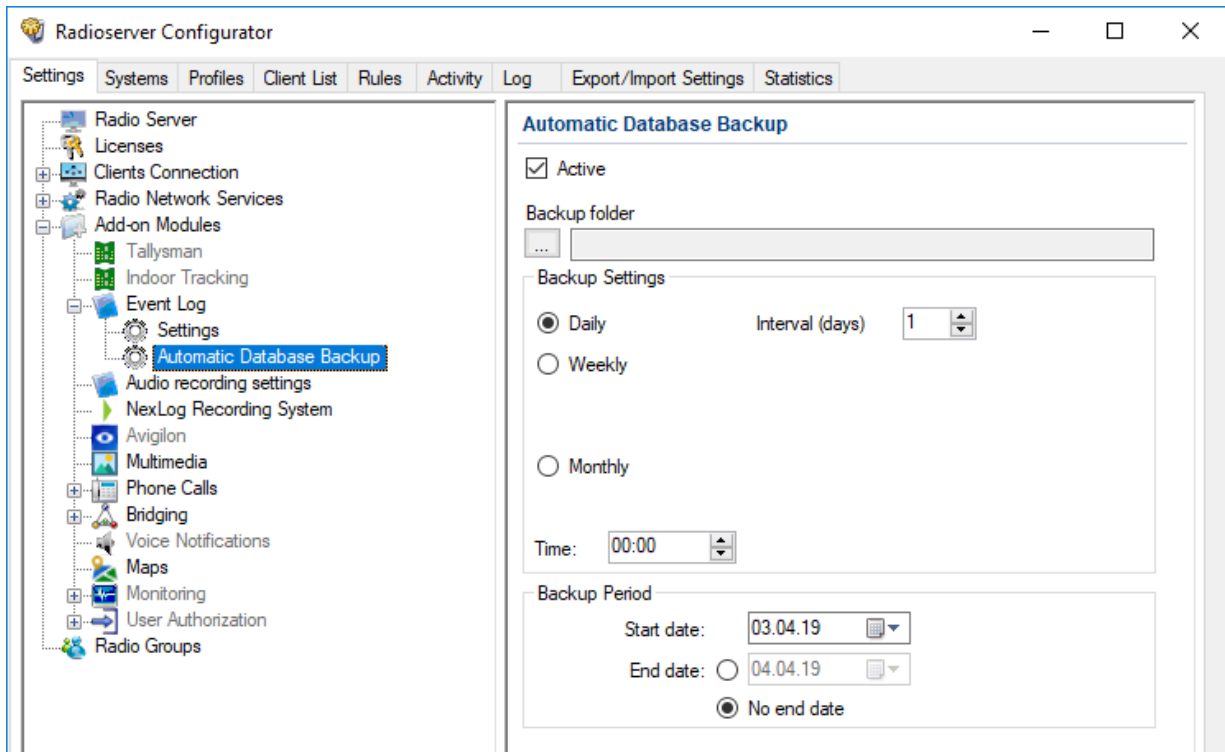 Radioserver Configurator
Settings Systems Profiles Client List Rules Activity Log Export/Import Settings Statistics
Radio Server
Licenses
Clients Connection
Radio Network Services
Add-on Modules
Tallysman
Indoor Tracking
Event Log
Settings
Automatic Database Backup
Audio recording settings
NexLog Recording System
Avigilon
Multimedia
Phone Calls
Bridging
Voice Notifications
Maps
Monitoring
User Authorization
Radio Groups
Automatic Database Backup
Active
Backup folder
...
Backup Settings
Daily Interval (days) 1
Weekly
Monthly
Time: 00:00
Backup Period
Start date: 03.04.19
End date: 04.04.19
No end date